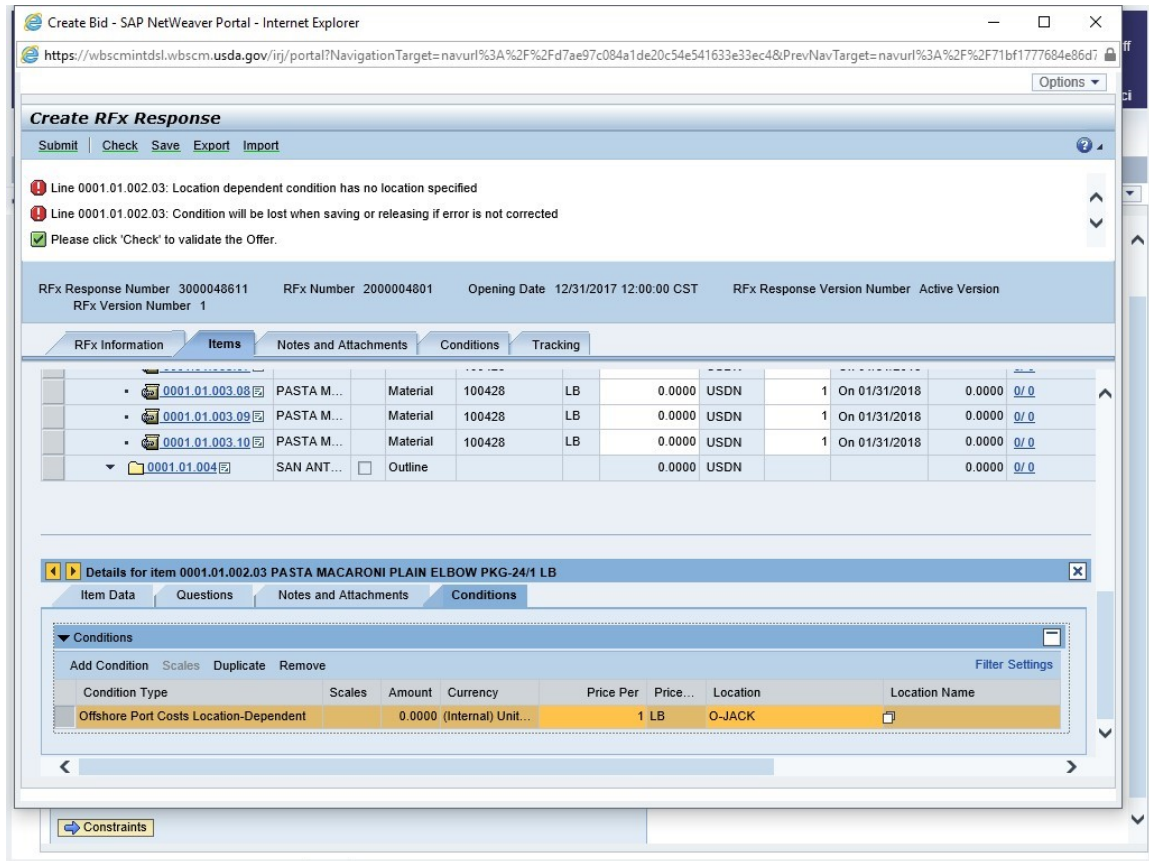 Create Bid - SAP NetWeaver Portal - Internet Explorer
https://wbscmintdsl.wbscm.usda.gov/irj/portal?NavigationTarget=navurl%3A%2F%2Fd7ae97c084a1de20c54e541633e33ec4&PrevNavTarget=navurl%3A%2F%2F71bf1777684e86d7
Options
Create RFx Response
Submit Check Save Export Import
Line 0001.01.002.03: Location dependent condition has no location specified
Line 0001.01.002.03: Condition will be lost when saving or releasing if error is not corrected
Please click 'Check' to validate the Offer.
RFx Response Number 3000048611 RFx Number 2000004801 Opening Date 12/31/2017 12:00:00 CST RFx Response Version Number Active Version
RFx Version Number 1
RFx Information Items Notes and Attachments Conditions Tracking
0001.01.003.08 PASTA M... Material 100428 LB 0.0000 USDN 1 On 01/31/2018 0.0000 0/ 0
0001.01.003.09 PASTA M... Material 100428 LB 0.0000 USDN 1 On 01/31/2018 0.0000 0/ 0
0001.01.003.10 PASTA M... Material 100428 LB 0.0000 USDN 1 On 01/31/2018 0.0000 0/ 0
0001.01.004 SAN ANT... Outline 0.0000 USDN 0.0000 0/ 0
Details for item 0001.01.002.03 PASTA MACARONI PLAIN ELBOW PKG-24/1 LB
Item Data Questions Notes and Attachments Conditions
Conditions
Add Condition Scales Duplicate Remove Filter Settings
Condition Type Scales Amount Currency Price Per Price... Location Location Name
Offshore Port Costs Location-Dependent 0.0000 (Internal) Unit... 1 LB O-JACK
Constraints